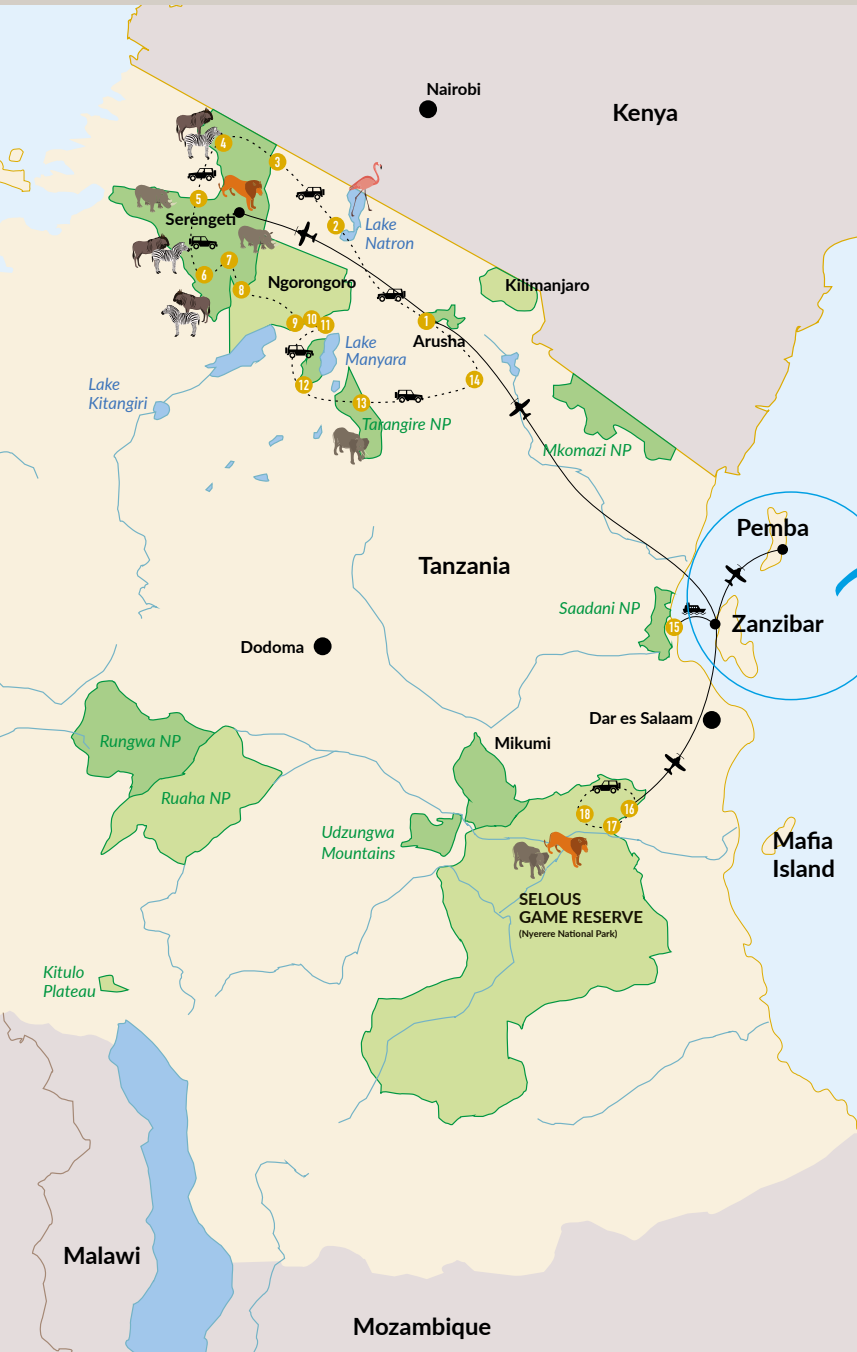 Nairobi
Kenya
4
3
5
Serengeti
2
Lake
Natron
7
6
8
Ngorongoro
Kilimanjaro
9
10
11
1
Arusha
Lake
Manyara
Lake
Kitangiri
12
13
14
Tarangire NP
Mkomazi NP
Pemba
Tanzania
Saadani NP
15
Zanzibar
Dodoma
Dar es Salaam
Rungwa NP
Mikumi
Ruaha NP
18
16
17
Udzungwa
Mountains
Mafia
Island
SELOUS
GAME RESERVE
(Nyerere National Park)
Kitulo
Plateau
Malawi
Mozambique